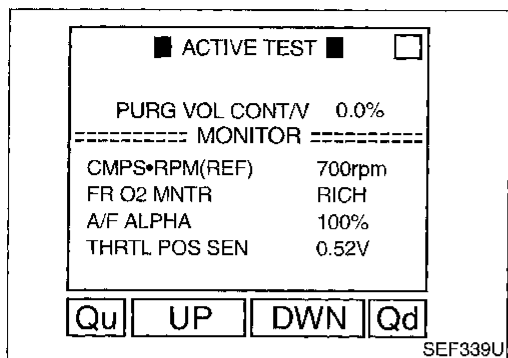 ■ ACTIVE TEST ■ □
PURG VOL CONT/V 0.0%
========== MONITOR ==========
CMPS•RPM(REF) 700rpm
FR O2 MNTR RICH
A/F ALPHA 100%
THRTL POS SEN 0.52V
Qu UP DWN Qd
SEF339U